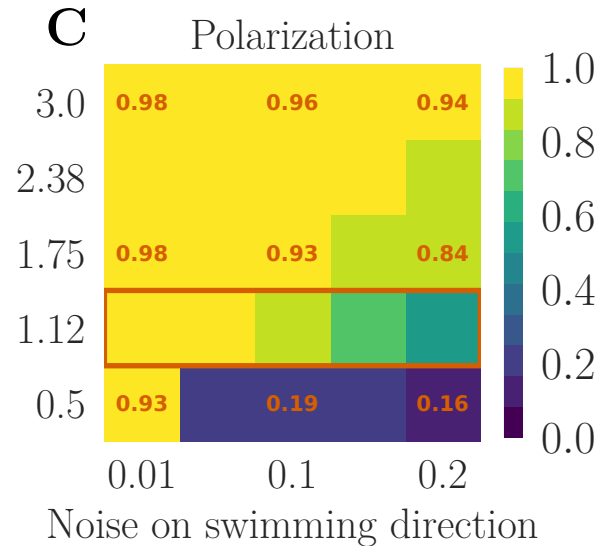 C
Polarization
3.0 0.98 0.96 0.94 1.0
2.38 0.8
1.75 0.98 0.93 0.84 0.6
1.12 0.4
0.5 0.93 0.19 0.16 0.2
0.0
0.01 0.1 0.2
Noise on swimming direction